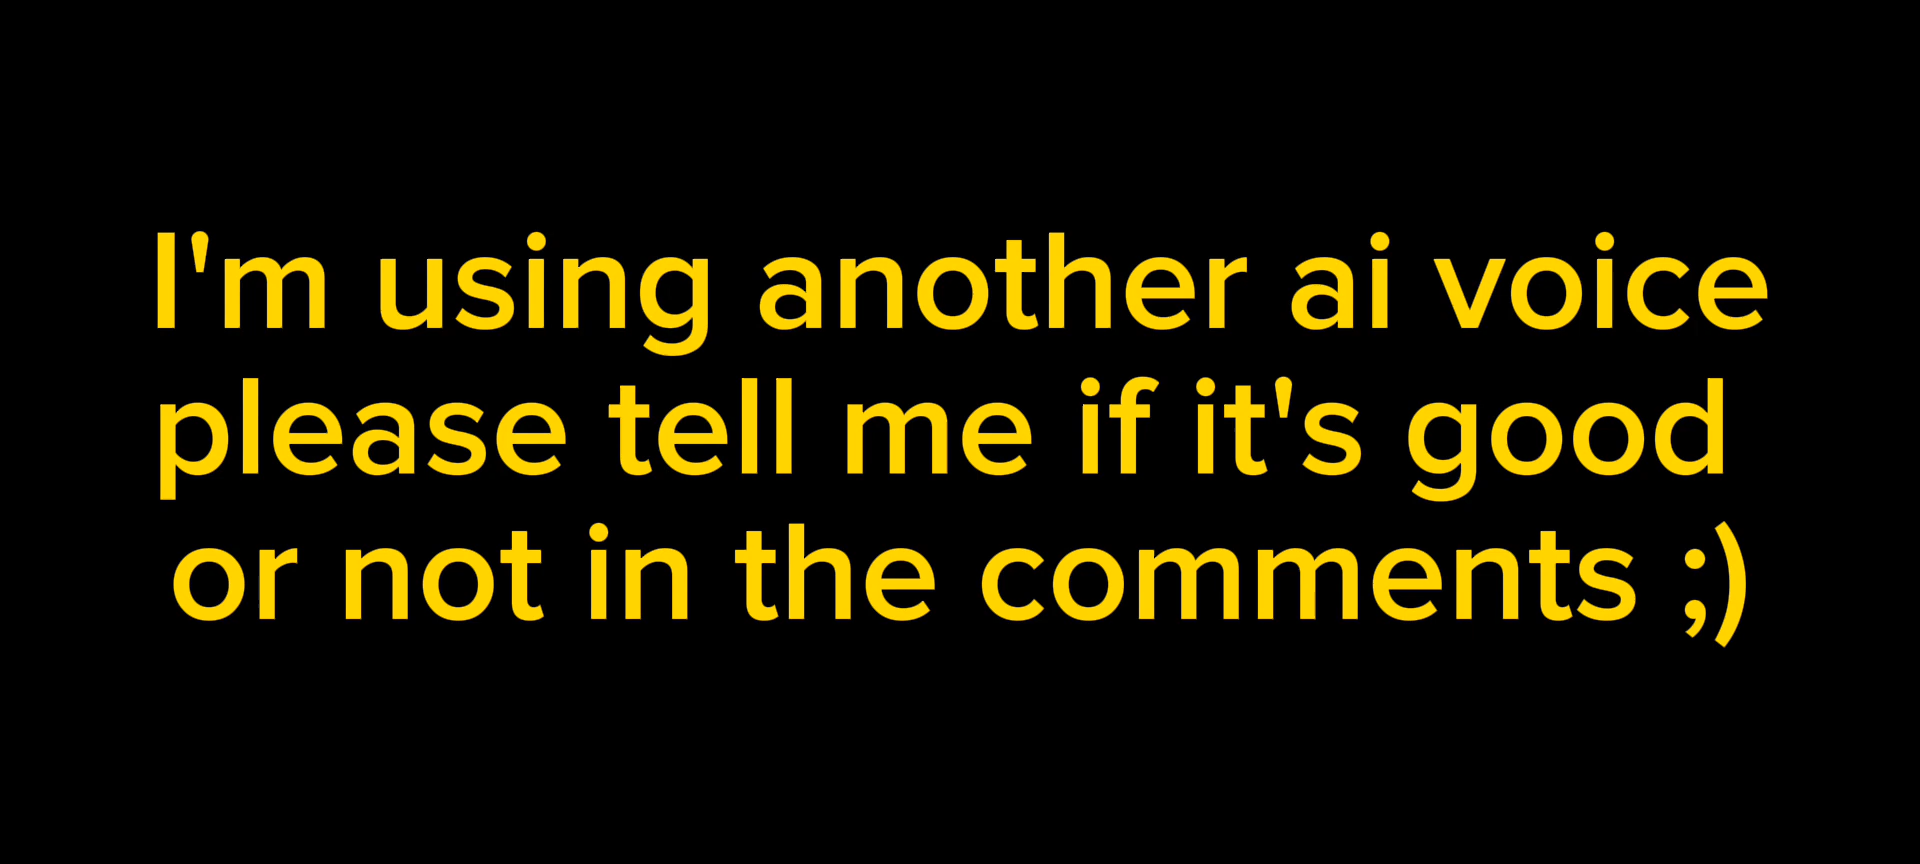 I'm using another ai voice
please tell me if it's good
or not in the comments ;)